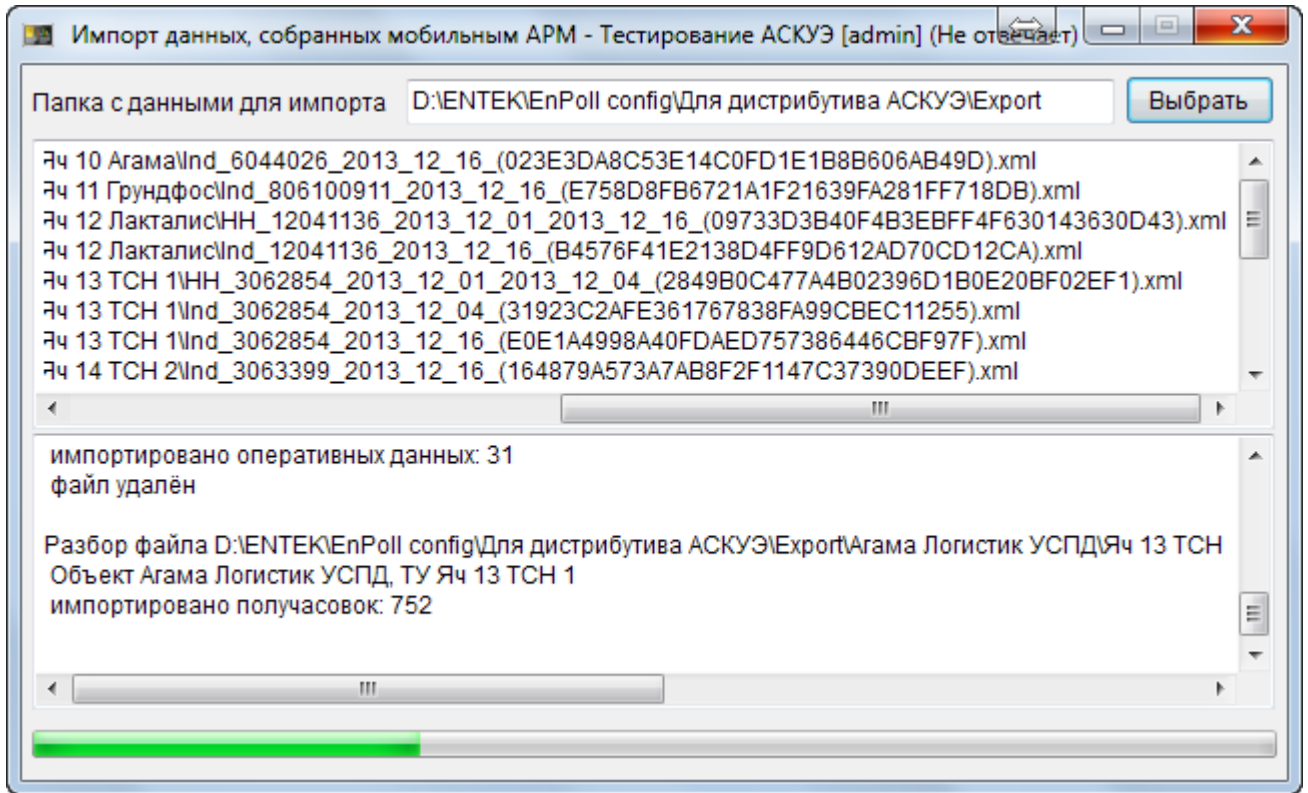 Импорт данных, собранных мобильным АРМ - Тестирование АСКУЭ [admin] (Не отвечает)
Папка с данными для импорта D:\ENTEK\EnPoll config\Для дистрибутива АСКУЭ\Export Выбрать
Яч 10 Агама\Ind_6044026_2013_12_16_(023E3DA8C53E14C0FD1E1B8B606AB49D).xml
Яч 11 Грундфос\Ind_806100911_2013_12_16_(E758D8FB6721A1F21639FA281FF718DB).xml
Яч 12 Лакталис\HH_12041136_2013_12_01_2013_12_16_(09733D3B40F4B3EBFF4F630143630D43).xml
Яч 12 Лакталис\Ind_12041136_2013_12_16_(B4576F41E2138D4FF9D612AD70CD12CA).xml
Яч 13 ТСН 1\HH_3062854_2013_12_01_2013_12_04_(2849B0C477A4B02396D1B0E20BF02EF1).xml
Яч 13 ТСН 1\Ind_3062854_2013_12_04_(31923C2AFE361767838FA99CBEC11255).xml
Яч 13 ТСН 1\Ind_3062854_2013_12_16_(E0E1A4998A40FDAED757386446CBF97F).xml
Яч 14 ТСН 2\Ind_3063399_2013_12_16_(164879A573A7AB8F2F1147C37390DEEF).xml
импортировано оперативных данных: 31
файл удалён
Разбор файла D:\ENTEK\EnPoll config\Для дистрибутива АСКУЭ\Export\Агама Логистик УСПД\Яч 13 ТСН
Объект Агама Логистик УСПД, ТУ Яч 13 ТСН 1
импортировано получасовок: 752